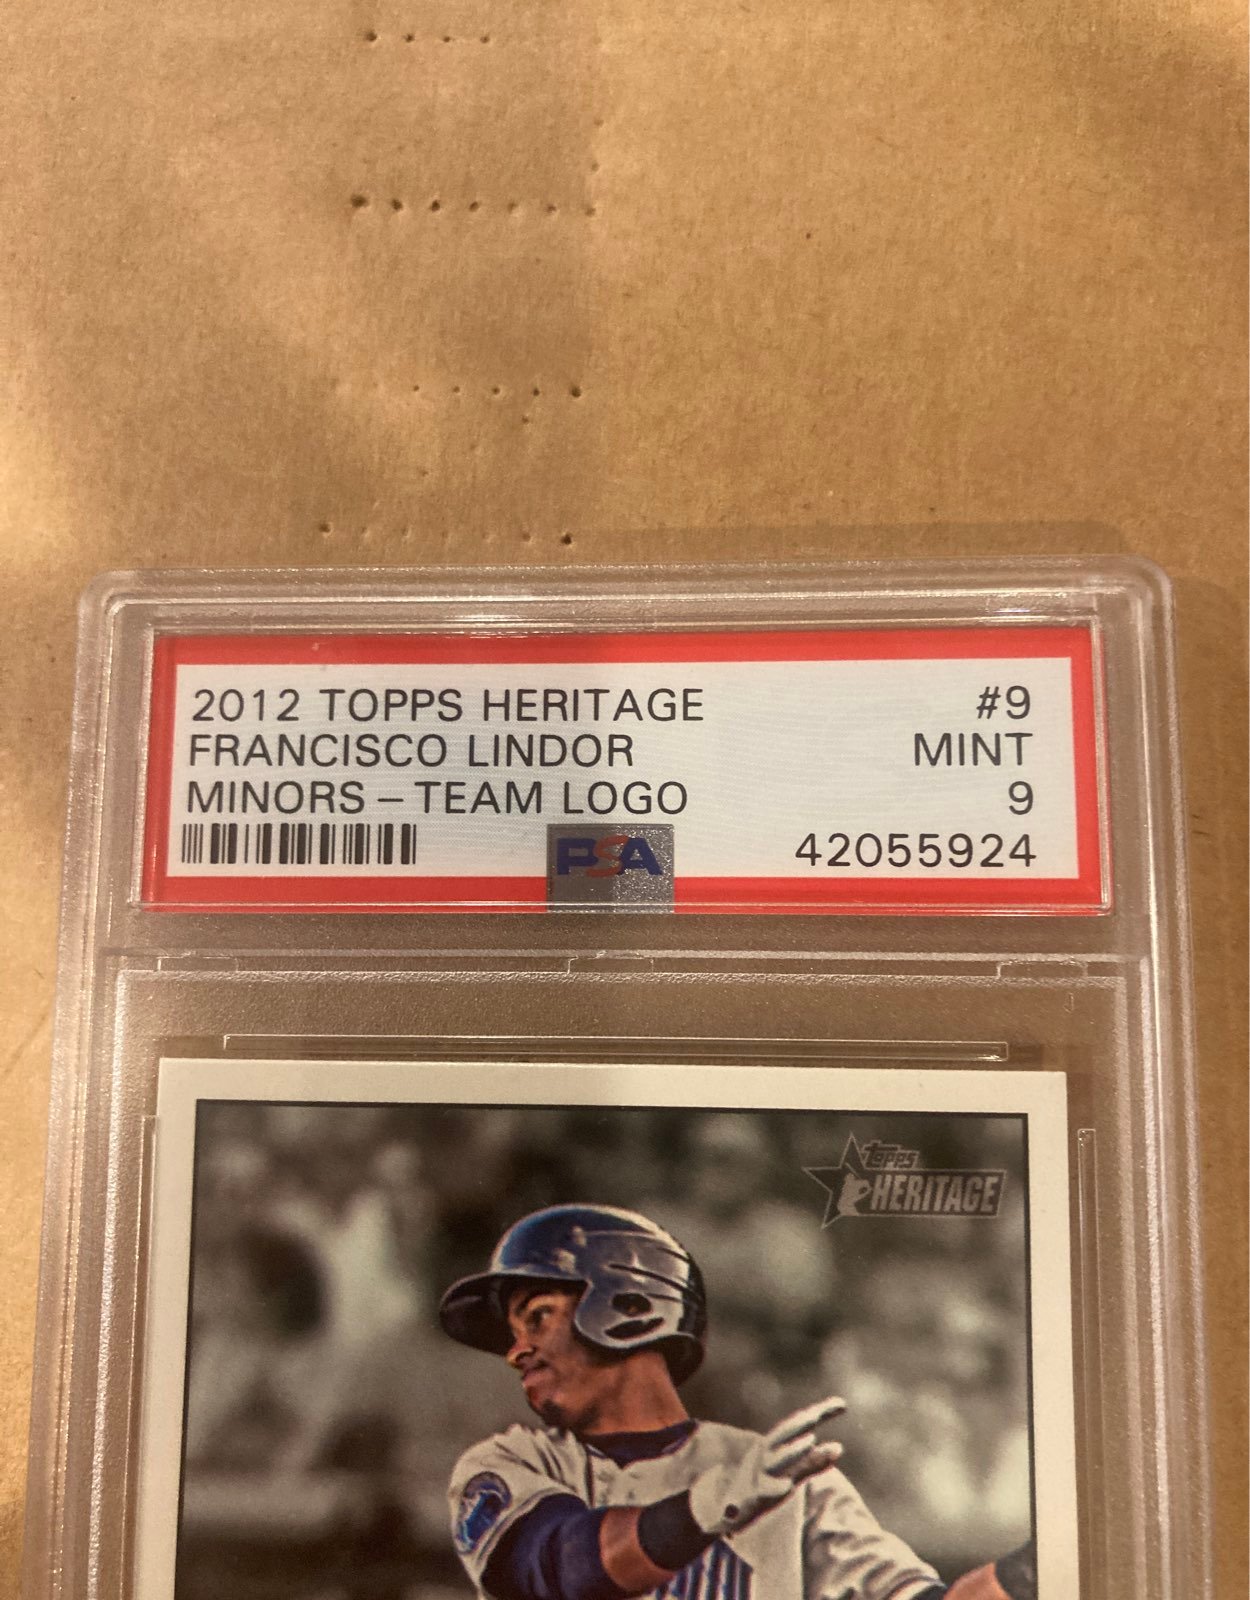 2012 TOPPS HERITAGE #9
FRANCISCO LINDOR MINT
MINORS – TEAM LOGO 9
PSA 42055924
topps
HERITAGE